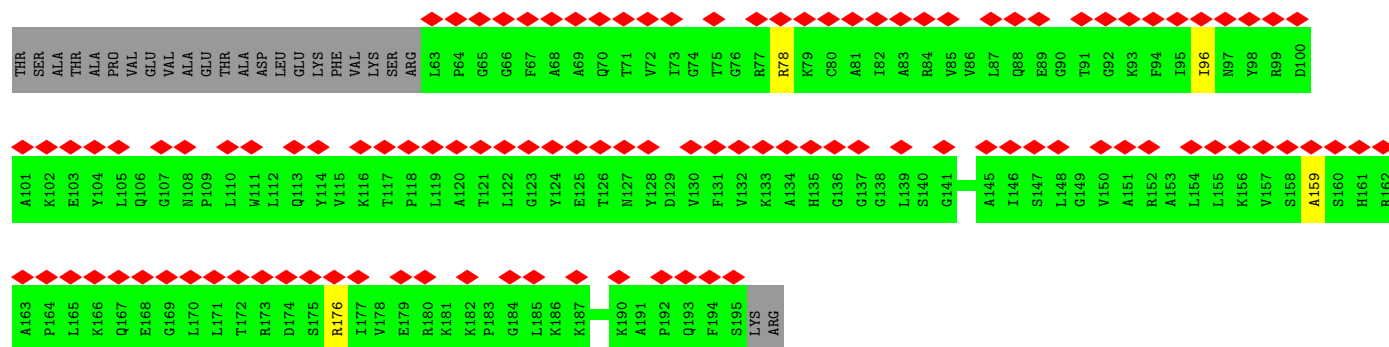 THR SER ALA THR ALA PRO VAL GLU VAL ALA GLU THR ALA ASP LEU GLU LYS PHE VAL LYS SER ARG L63 P64 G65 G66 F67 A68 A69 Q70 T71 V72 I73 G74 T75 G76 R77 R78 K79 C80 A81 I82 A83 R84 V85 V86 L87 Q88 E89 G90 T91 G92 K93 F94 I95 I96 N97 Y98 R99 D100
A101 K102 E103 Y104 L105 Q106 G107 N108 P109 L110 W111 L112 Q113 Y114 V115 K116 T117 P118 L119 A120 T121 L122 G123 Y124 E125 T126 N127 Y128 D129 V130 F131 V132 K133 A134 H135 G136 G137 G138 L139 S140 G141 A145 I146 S147 L148 G149 V150 A151 R152 A153 L154 L155 K156 V157 S158 A159 S160 H161 R162
A163 P164 L165 K166 Q167 E168 G169 L170 L171 T172 R173 D174 S175 R176 I177 V178 E179 R180 K181 K182 P183 G184 L185 K186 K187 K190 A191 P192 Q193 F194 S195 LYS ARG